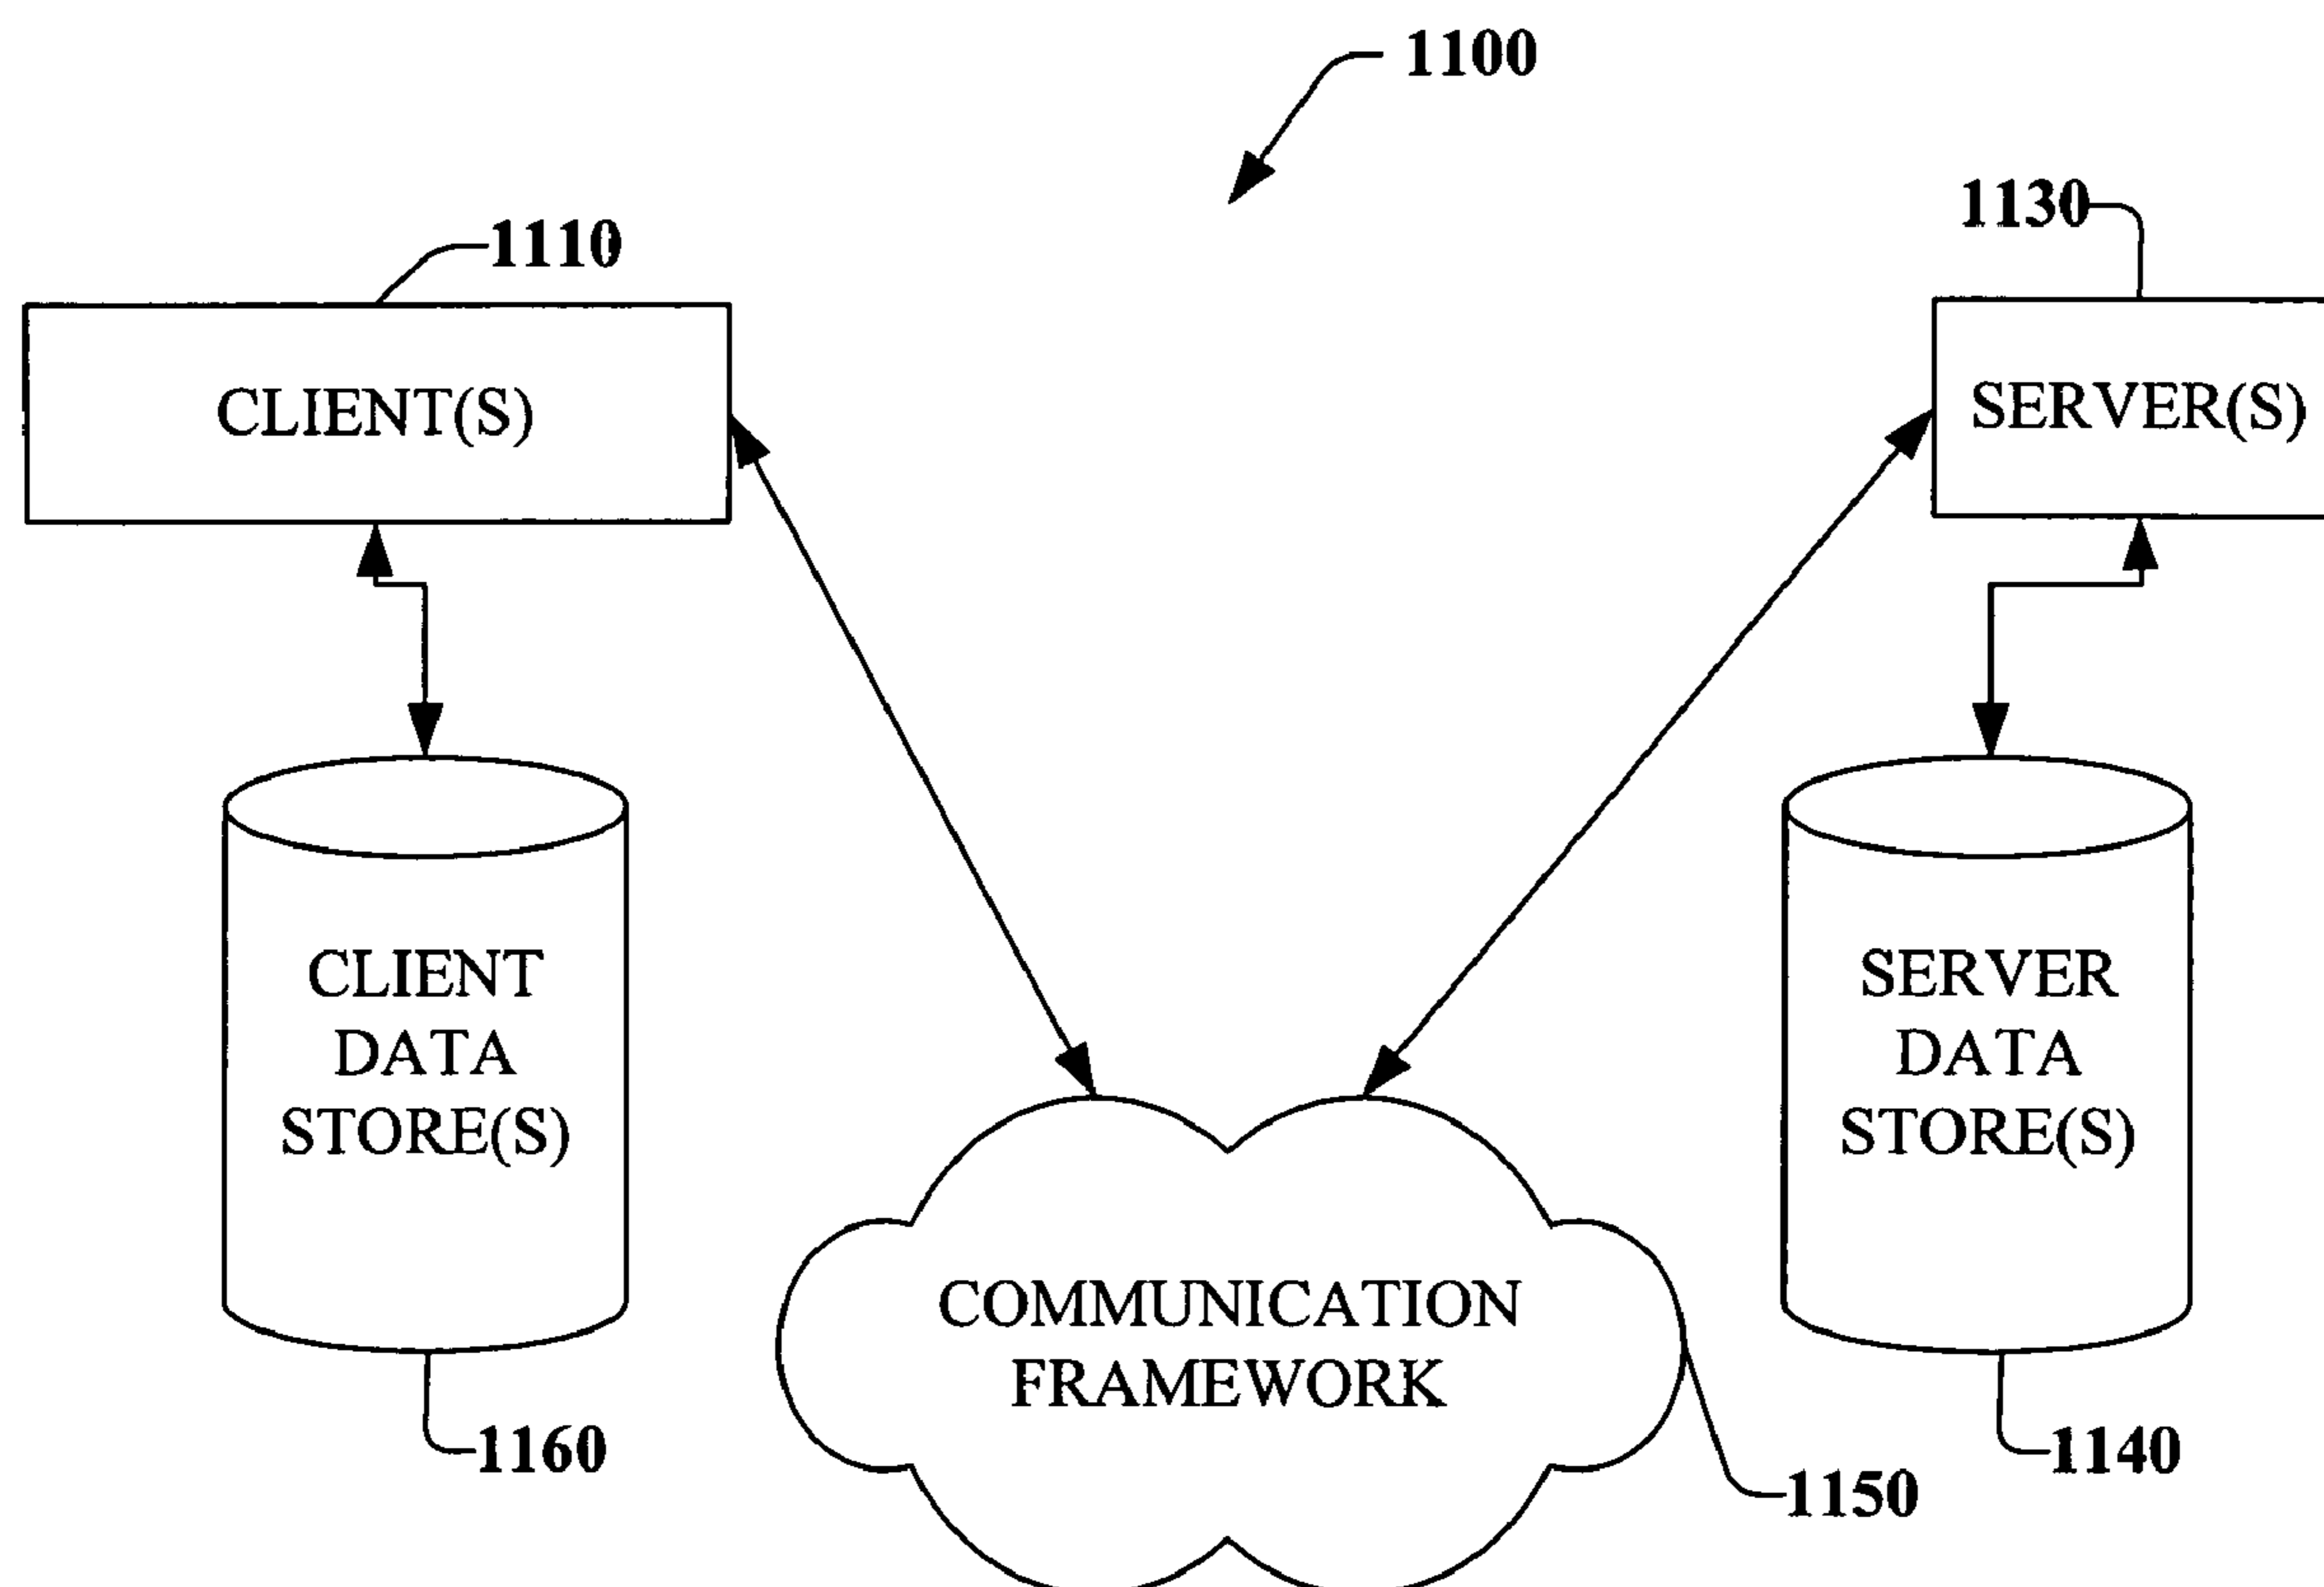 1100
1110
1130
CLIENT(S)
SERVER(S)
CLIENT
DATA
STORE(S)
SERVER
DATA
STORE(S)
COMMUNICATION
FRAMEWORK
1160
1140
1150